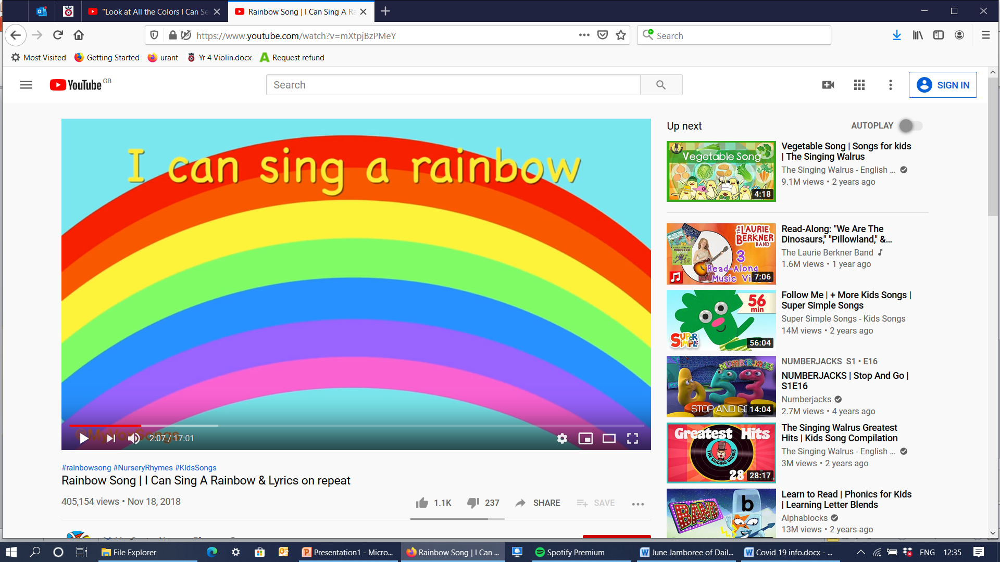 "Look at All the Colors I Can Se
Rainbow Song | I Can Sing A Ra
https://www.youtube.com/watch?v=mXtpjBzPMeY
Search
Most Visited
Getting Started
urant
Yr 4 Violin.docx
Request refund
YouTube GB
Search
SIGN IN
I can sing a rainbow
@MyVoxSongs
2:07 / 17:01
#rainbowsong #NurseryRhymes #KidsSongs
Rainbow Song | I Can Sing A Rainbow & Lyrics on repeat
405,154 views • Nov 18, 2018
1.1K
237
SHARE
SAVE
Up next
AUTOPLAY
Vegetable Song
4:18
Vegetable Song | Songs for kids
| The Singing Walrus
The Singing Walrus - English ...
9.1M views • 2 years ago
THE LAURIE
BERKNER
BAND
3
Read-Along
Music Vi
7:06
Read-Along: "We Are The
Dinosaurs," "Pillowland," &...
The Laurie Berkner Band
1.6M views • 1 year ago
56
min
SUPER
SIMPLE
56:04
Follow Me | + More Kids Songs |
Super Simple Songs
Super Simple Songs - Kids Songs
14M views • 2 years ago
NUMBERJACKS
STOP AND GO
14:04
NUMBERJACKS S1 • E16
NUMBERJACKS | Stop And Go |
S1E16
Numberjacks
2.7M views • 4 years ago
Greatest Hits
THE SINGING WALRUS
28
28:17
The Singing Walrus Greatest
Hits | Kids Song Compilation
The Singing Walrus - English ...
3M views • 2 years ago
BAND
b
Learn to Read | Phonics for Kids
| Learning Letter Blends
Alphablocks
13M views • 2 years ago
File Explorer
Presentation1 - Micro...
Rainbow Song | I Can ...
Spotify Premium
June Jamboree of Dail...
Covid 19 info.docx - ...
ENG
12:35